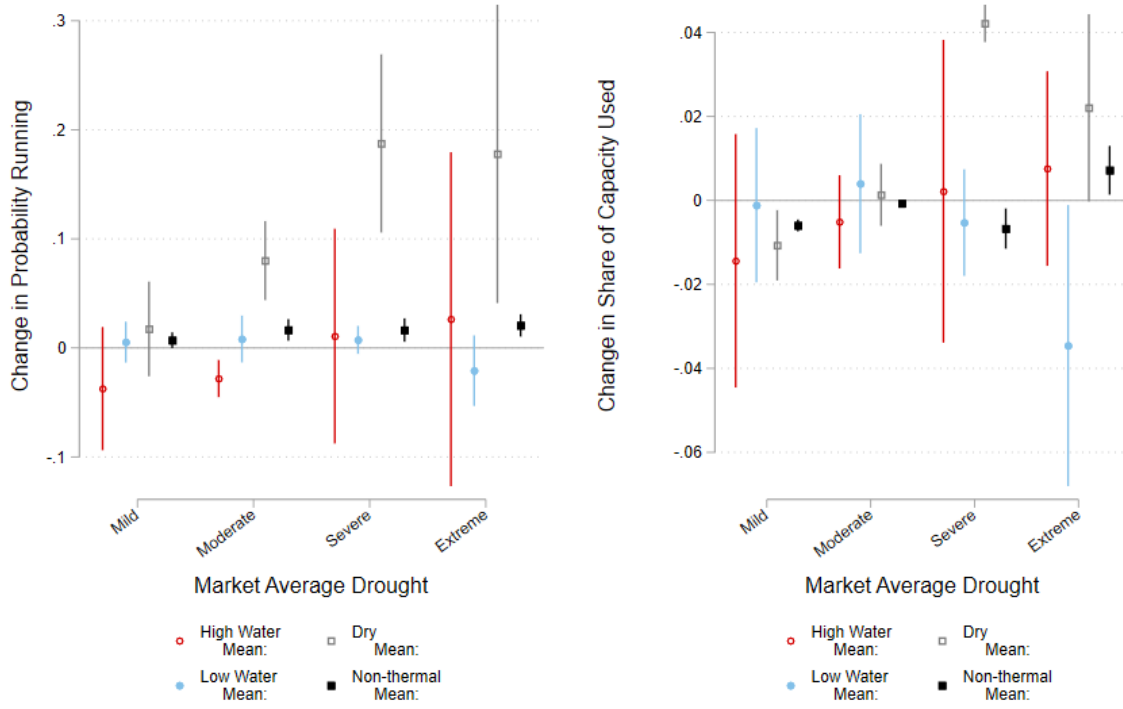 Change in Probability Running
.3
.2
.1
0
-.1
Mild
Moderate
Severe
Extreme
Market Average Drought
High Water
Mean:
Dry
Mean:
Low Water
Mean:
Non-thermal
Mean:
Change in Share of Capacity Used
.04
.02
0
-.02
-.04
-.06
Mild
Moderate
Severe
Extreme
Market Average Drought
High Water
Mean:
Dry
Mean:
Low Water
Mean:
Non-thermal
Mean: